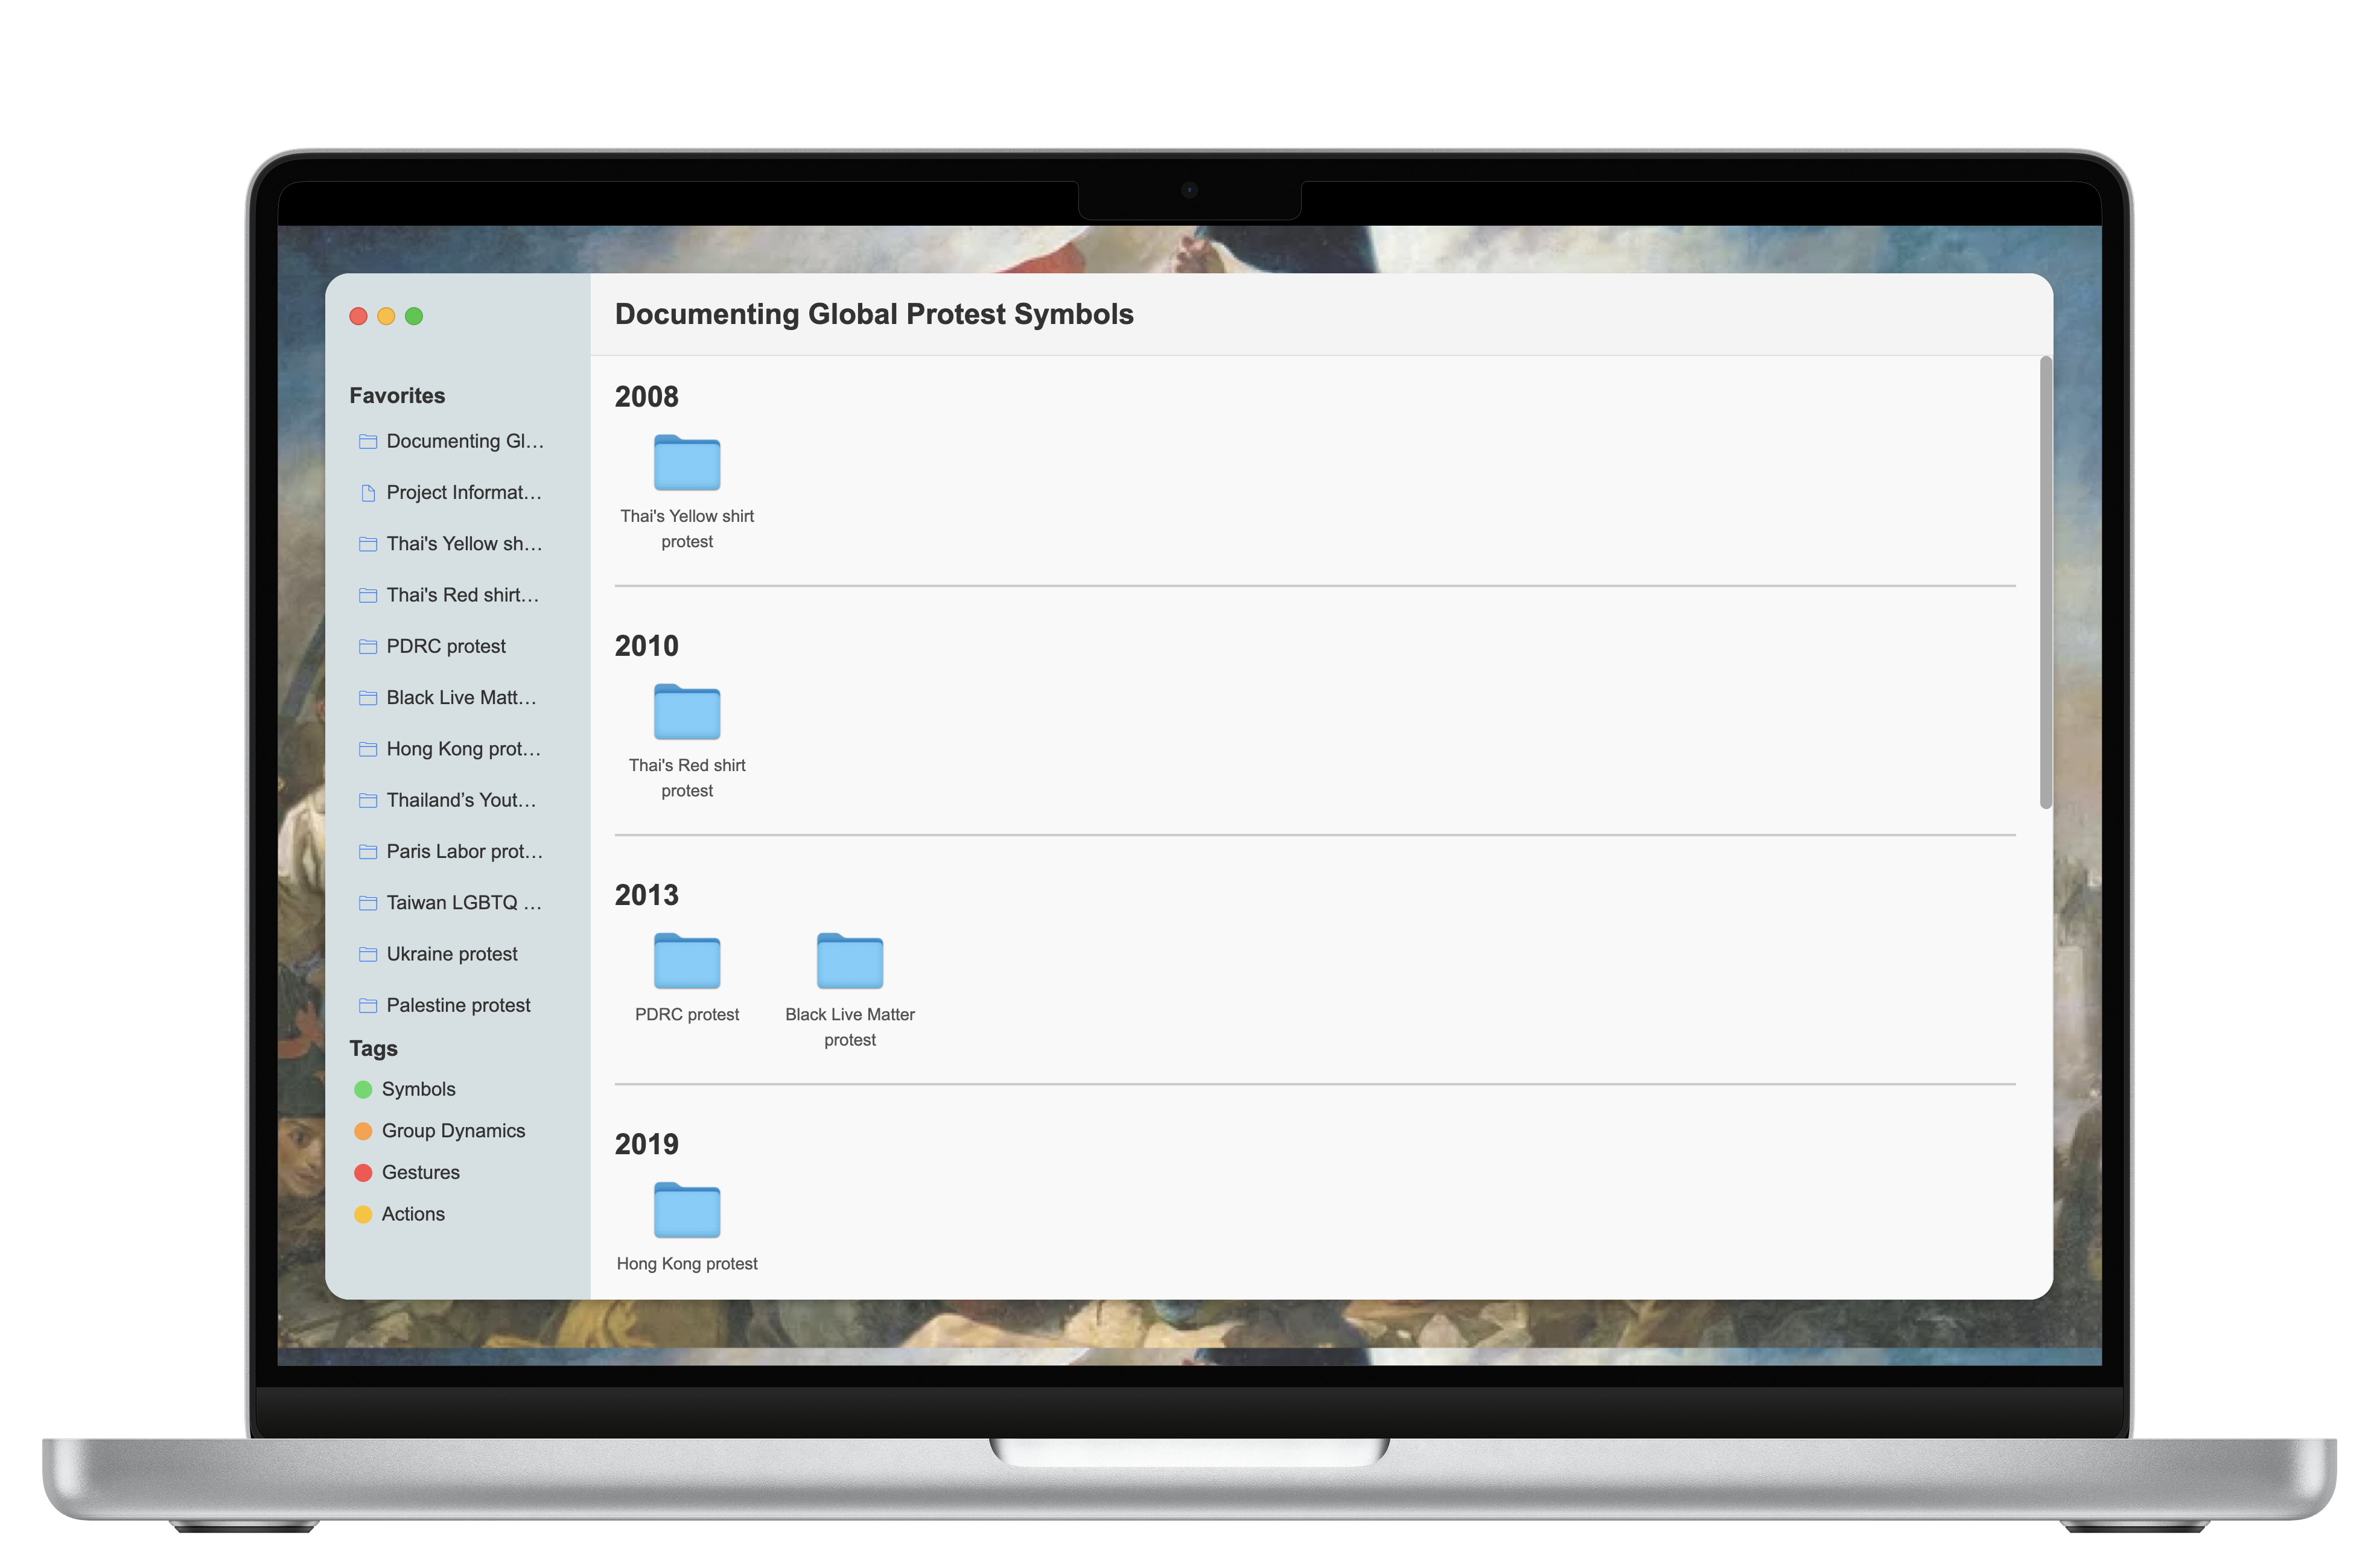 Documenting Global Protest Symbols
Favorites
Documenting Gl…
Project Informat…
Thai's Yellow sh…
Thai's Red shirt…
PDRC protest
Black Live Matt…
Hong Kong prot…
Thailand’s Yout…
Paris Labor prot…
Taiwan LGBTQ …
Ukraine protest
Palestine protest
Tags
Symbols
Group Dynamics
Gestures
Actions
2008
Thai's Yellow shirt
protest
2010
Thai's Red shirt
protest
2013
PDRC protest
Black Live Matter
protest
2019
Hong Kong protest